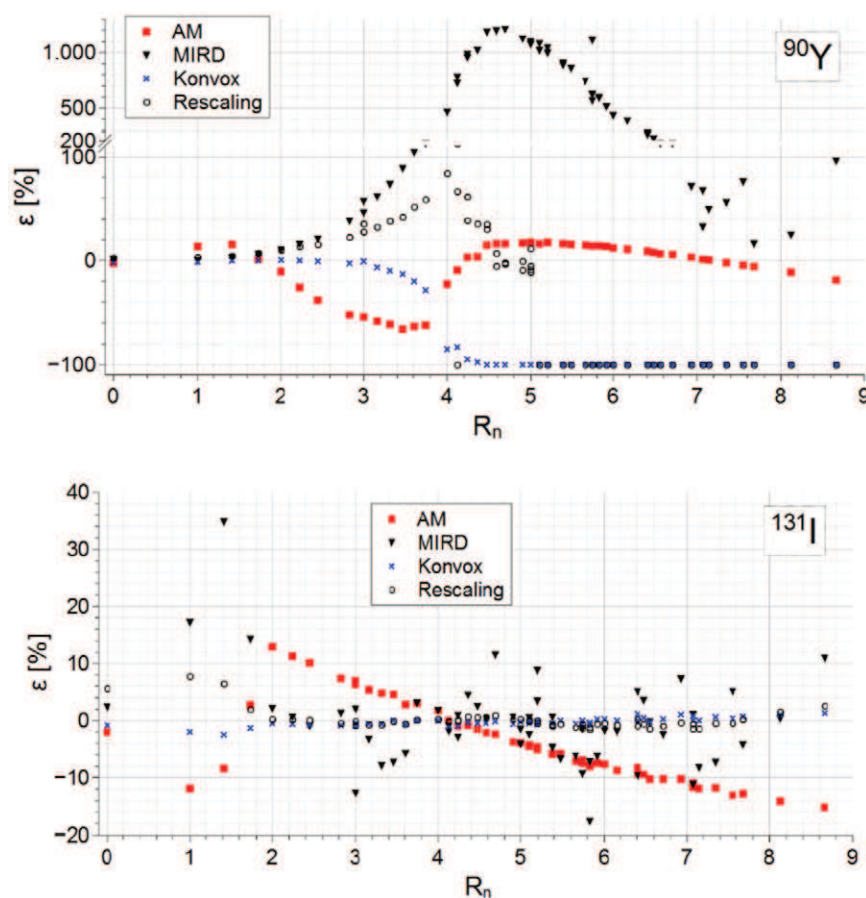 AM
MIRD
Konvox
Rescaling
90Y
1.000
500
200
100
0
−100
ε [%]
0 1 2 3 4 5 6 7 8 9
Rn
AM
MIRD
Konvox
Rescaling
131I
40
30
20
10
0
−10
−20
ε [%]
0 1 2 3 4 5 6 7 8 9
Rn